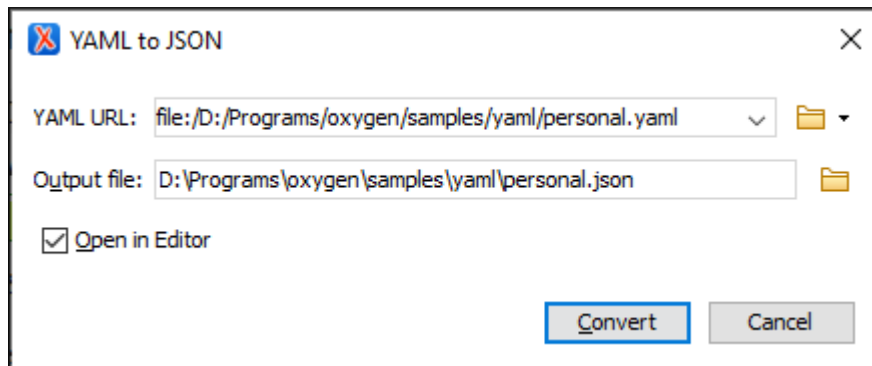 YAML to JSON
YAML URL: file:/D:/Programs/oxygen/samples/yaml/personal.yaml
Output file: D:\Programs\oxygen\samples\yaml\personal.json
Open in Editor
Convert Cancel